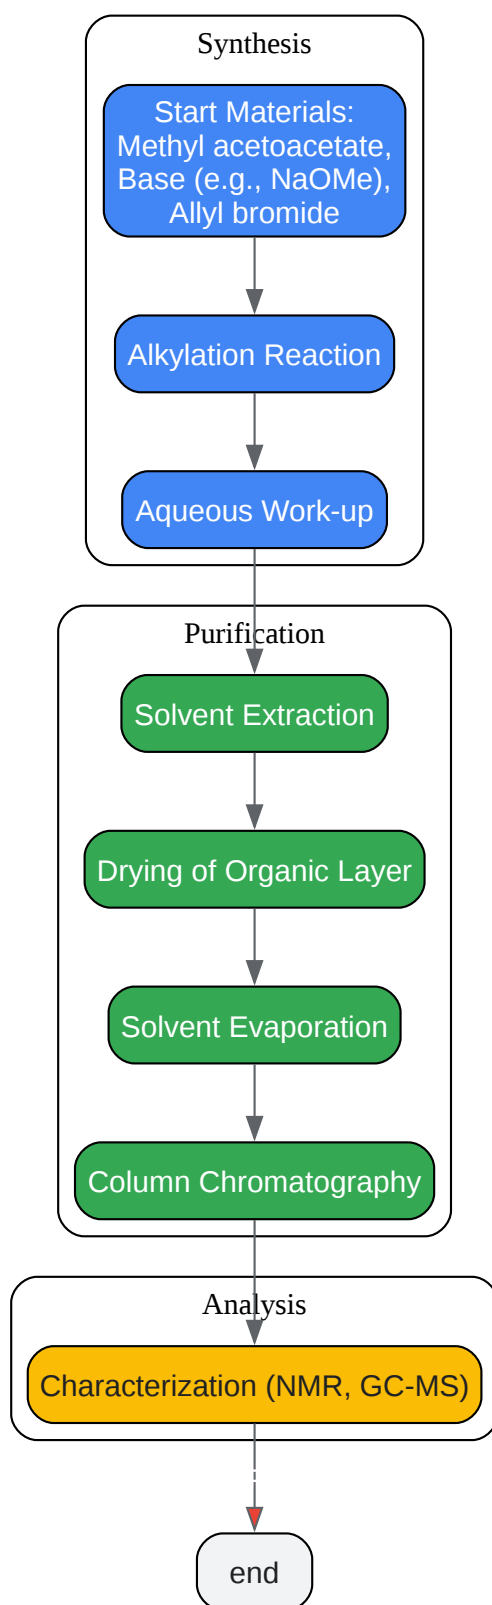 Synthesis
Start Materials:
Methyl acetoacetate,
Base (e.g., NaOMe),
Allyl bromide
Alkylation Reaction
Aqueous Work-up
Purification
Solvent Extraction
Drying of Organic Layer
Solvent Evaporation
Column Chromatography
Analysis
Characterization (NMR, GC-MS)
end